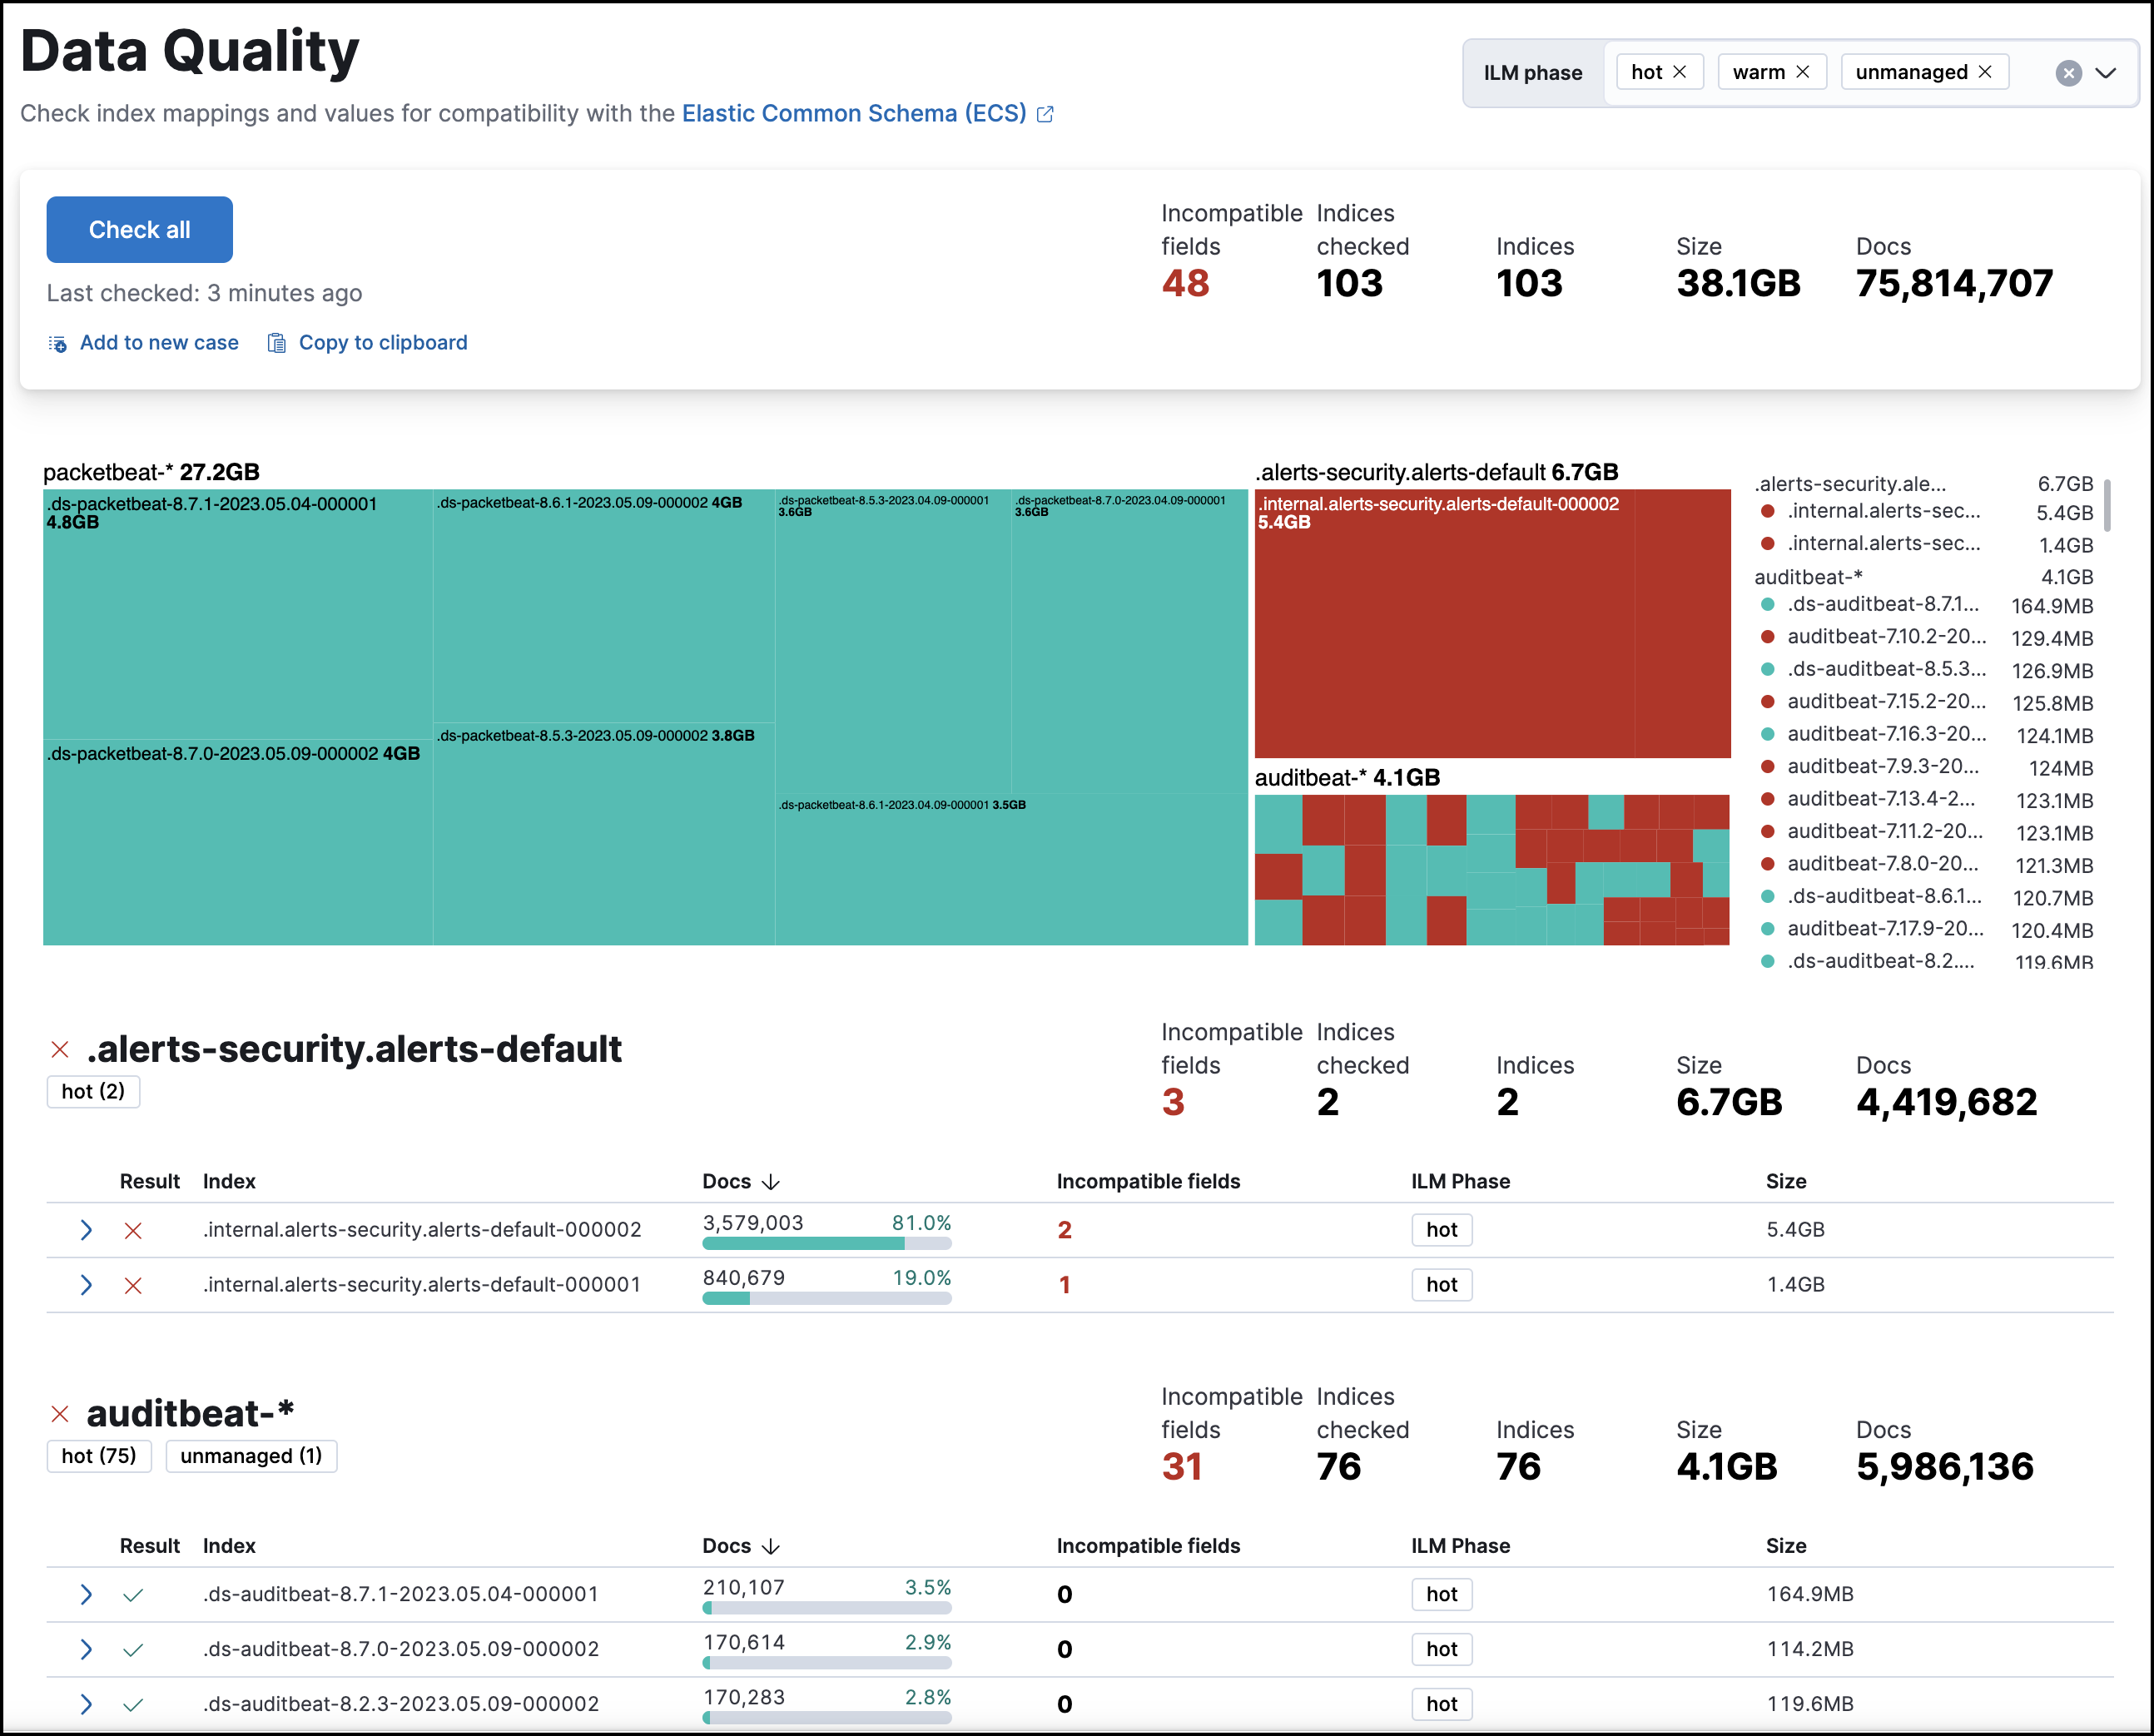 Data Quality
Check index mappings and values for compatibility with the Elastic Common Schema (ECS)
ILM phase hot warm unmanaged
Check all
Last checked: 3 minutes ago
Add to new case Copy to clipboard
Incompatible fields 48
Indices checked 103
Indices 103
Size 38.1GB
Docs 75,814,707
packetbeat-* 27.2GB
.ds-packetbeat-8.7.1-2023.05.04-000001
4.8GB
.ds-packetbeat-8.7.0-2023.05.09-000002 4GB
.ds-packetbeat-8.6.1-2023.05.09-000002 4GB
.ds-packetbeat-8.5.3-2023.05.09-000002 3.8GB
.ds-packetbeat-8.5.3-2023.04.09-000001
3.6GB
.ds-packetbeat-8.7.0-2023.04.09-000001
3.6GB
.ds-packetbeat-8.6.1-2023.04.09-000001 3.5GB
.alerts-security.alerts-default 6.7GB
.internal.alerts-security.alerts-default-000002
5.4GB
auditbeat-* 4.1GB
.alerts-security.ale... 6.7GB
.internal.alerts-sec... 5.4GB
.internal.alerts-sec... 1.4GB
auditbeat-* 4.1GB
.ds-auditbeat-8.7.1... 164.9MB
auditbeat-7.10.2-20... 129.4MB
.ds-auditbeat-8.5.3... 126.9MB
auditbeat-7.15.2-20... 125.8MB
auditbeat-7.16.3-20... 124.1MB
auditbeat-7.9.3-20... 124MB
auditbeat-7.13.4-2... 123.1MB
auditbeat-7.11.2-20... 123.1MB
auditbeat-7.8.0-20... 121.3MB
.ds-auditbeat-8.6.1... 120.7MB
auditbeat-7.17.9-20... 120.4MB
.ds-auditbeat-8.2.... 119.6MB
.alerts-security.alerts-default
hot (2)
Incompatible fields 3
Indices checked 2
Indices 2
Size 6.7GB
Docs 4,419,682
Result Index Docs Incompatible fields ILM Phase Size
.internal.alerts-security.alerts-default-000002 3,579,003 81.0% 2 hot 5.4GB
.internal.alerts-security.alerts-default-000001 840,679 19.0% 1 hot 1.4GB
auditbeat-*
hot (75) unmanaged (1)
Incompatible fields 31
Indices checked 76
Indices 76
Size 4.1GB
Docs 5,986,136
Result Index Docs Incompatible fields ILM Phase Size
.ds-auditbeat-8.7.1-2023.05.04-000001 210,107 3.5% 0 hot 164.9MB
.ds-auditbeat-8.7.0-2023.05.09-000002 170,614 2.9% 0 hot 114.2MB
.ds-auditbeat-8.2.3-2023.05.09-000002 170,283 2.8% 0 hot 119.6MB